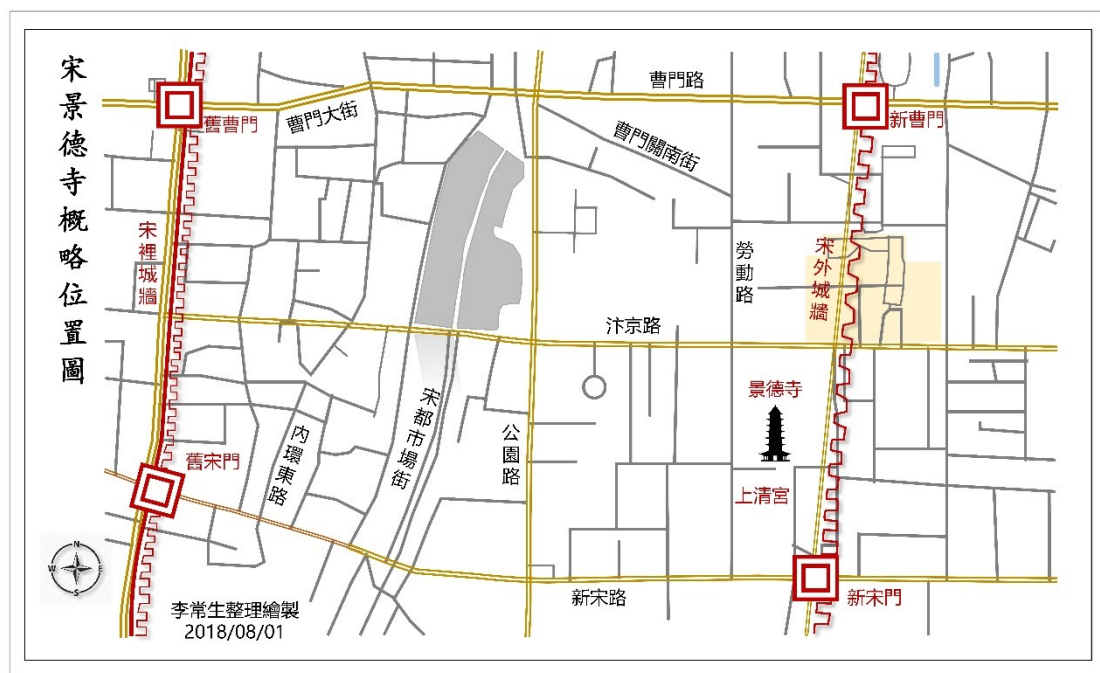 宋景德寺概略位置圖
曹門路
舊曹門
曹門大街
新曹門
曹門關南街
宋裡城牆
勞動路
宋外城牆
汴京路
宋都市場街
公園路
景德寺
內環東路
舊宋門
上清宮
N
W
E
S
新宋路
新宋門
李常生整理繪製
2018/08/01